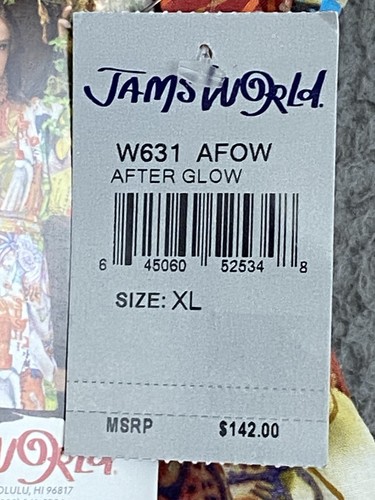 JAMS WORLD.
W631 AFOW
AFTER GLOW
6 45060 52534 8
SIZE: XL
MSRP $142.00
WORLD.
OLULU, HI 96817